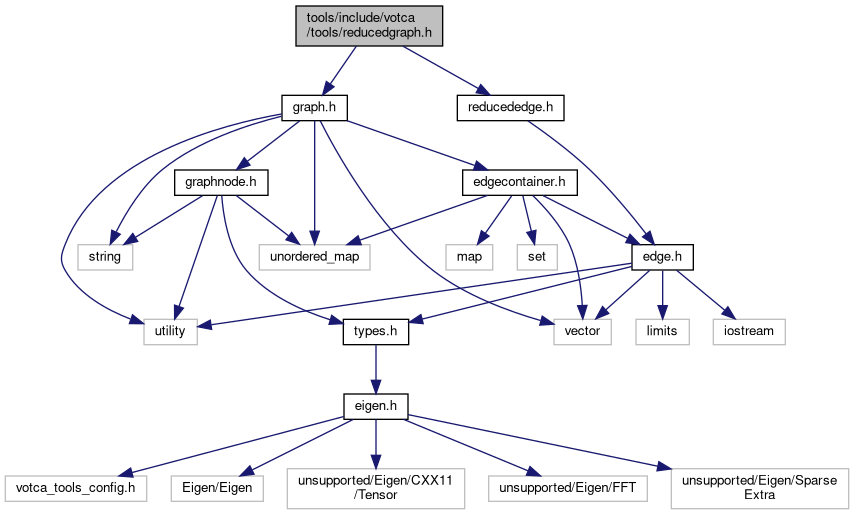 tools/include/votca
/tools/reducedgraph.h
graph.h
reducededge.h
graphnode.h
edgecontainer.h
string
unordered_map
map
set
edge.h
utility
types.h
vector
limits
iostream
eigen.h
votca_tools_config.h
Eigen/Eigen
unsupported/Eigen/CXX11
/Tensor
unsupported/Eigen/FFT
unsupported/Eigen/Sparse
Extra